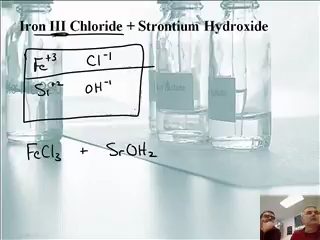 Iron III Chloride + Strontium Hydroxide
Fe⁺³ Cl⁻¹
Sr⁺² OH⁻¹
FeCl₃ + SrOH₂